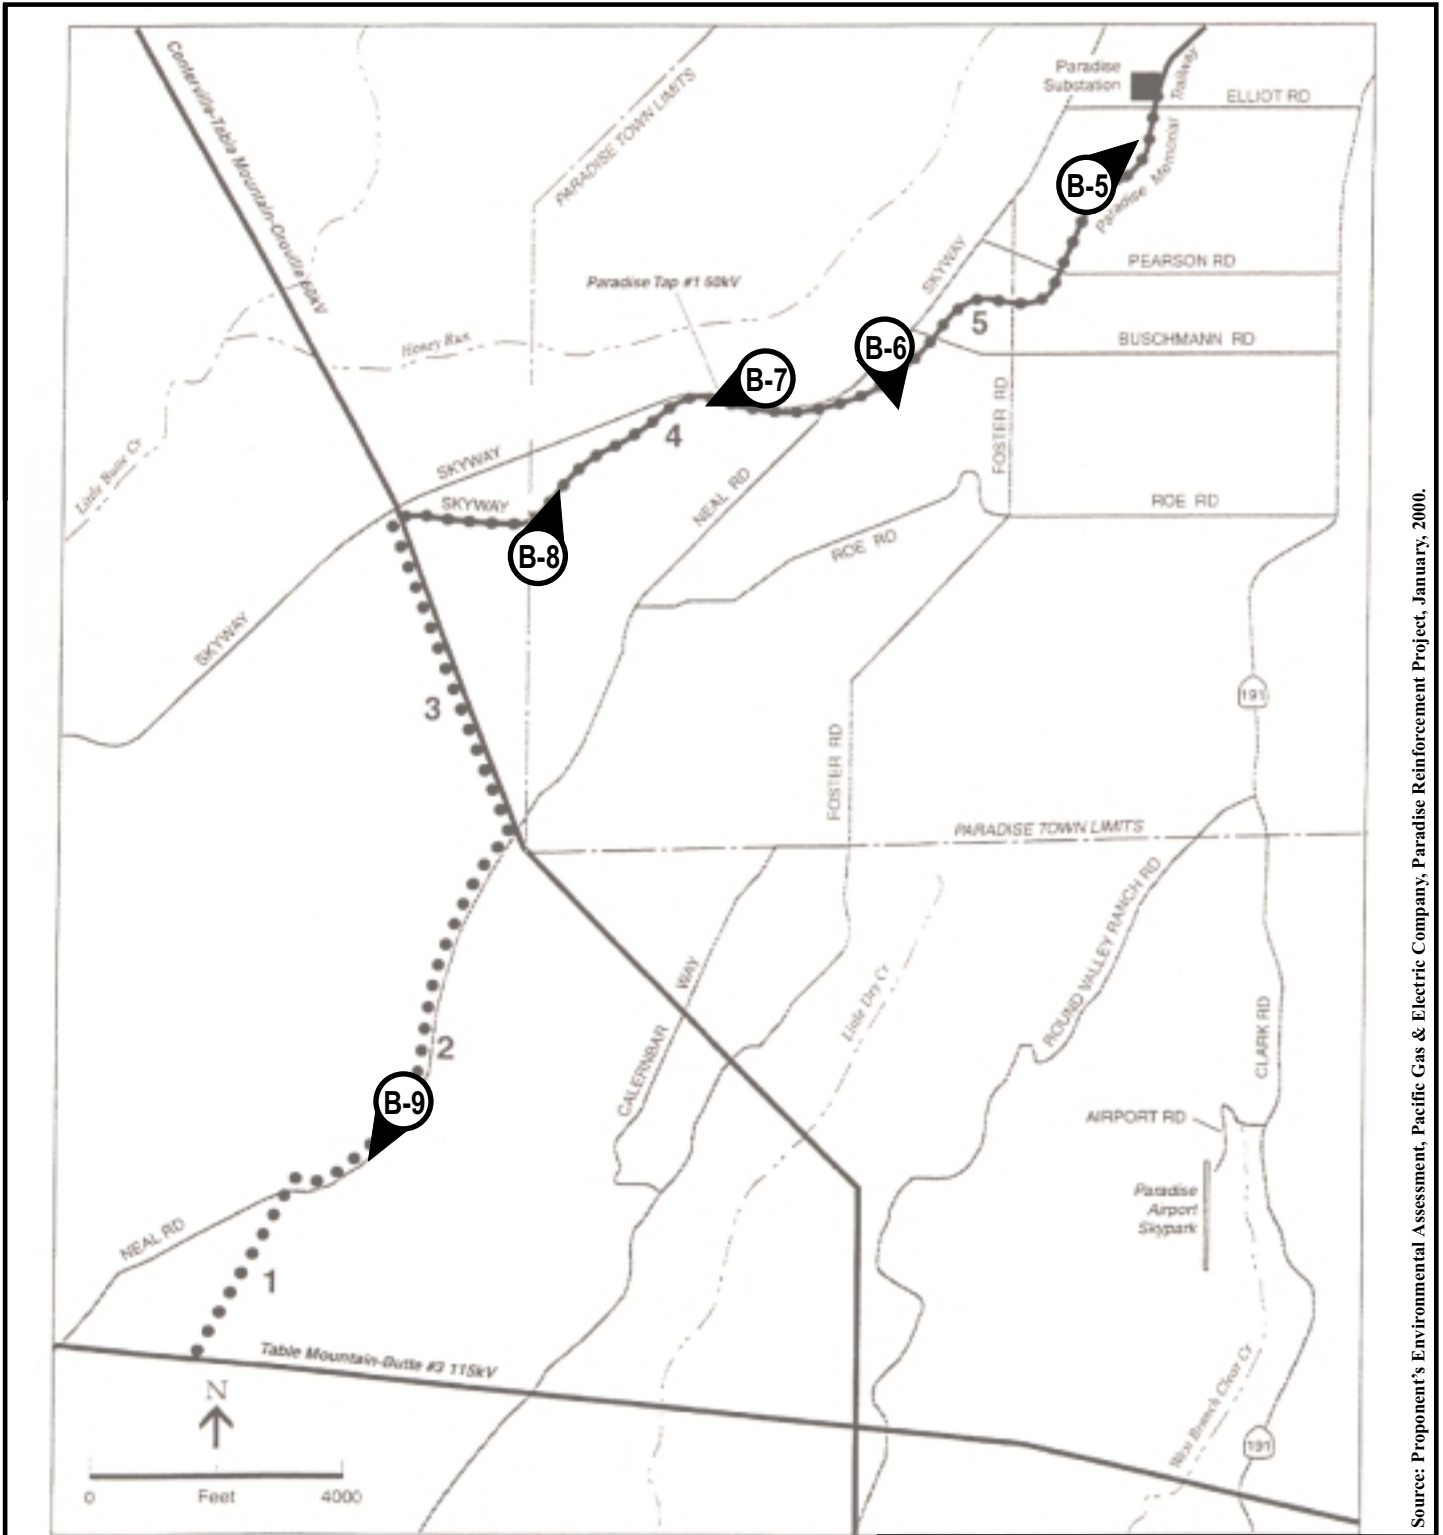 Centerville-Table Mountain-Oroville 60kV
PARADISE TOWN LIMITS
Paradise
Substation
Trailway
ELLIOT RD
B-5
Paradise Memorial
SKYWAY
PEARSON RD
Paradise Tap #1 60kV
5
BUSCHMANN RD
Honey Run
B-6
B-7
FOSTER RD
4
Little Butte Cr
SKYWAY
SKYWAY
NEAL RD
ROE RD
ROE RD
B-8
SKYWAY
3
191
FOSTER RD
PARADISE TOWN LIMITS
ROUND VALLEY RANCH RD
CALERNBAR WAY
Little Dry Cr
2
CLARK RD
B-9
AIRPORT RD
Paradise
Airport
Skypark
NEAL RD
1
Table Mountain-Butte #3 115kV
N
West Branch Clear Cr
191
0 Feet 4000
Source: Proponent's Environmental Assessment, Pacific Gas & Electric Company, Paradise Reinforcement Project, January, 2000.